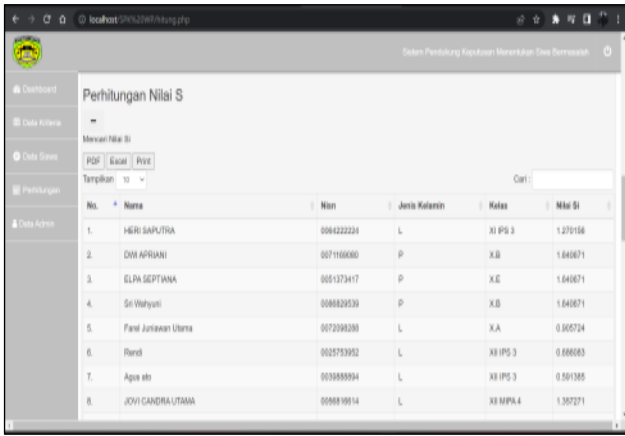 localhost/SPK%20WP/hitung.php
Sistem Pendukung Keputusan Menentukan Siswa Bermasalah
Dashboard
Data Kriteria
Data Siswa
Perhitungan
Data Admin
Perhitungan Nilai S
Mencari Nilai Si
PDF Excel Print
Tampilkan 10
Cari :
No. Nama Nisn Jenis Kelamin Kelas Nilai Si
1. HERI SAPUTRA 0064222224 L XI IPS 3 1.270156
2. DWI APRIANI 0071169060 P X.B 1.640671
3. ELPA SEPTIANA 0051373417 P X.E 1.640671
4. Sri Wahyuni 0086829539 P X.B 1.640671
5. Farel Juniawan Utama 0072098288 L X.A 0.905724
6. Rendi 0025753952 L XII IPS 3 0.686063
7. Agus ato 0039888894 L XII IPS 3 0.591385
8. JOVI CANDRA UTAMA 0056816614 L XII MIPA 4 1.357271